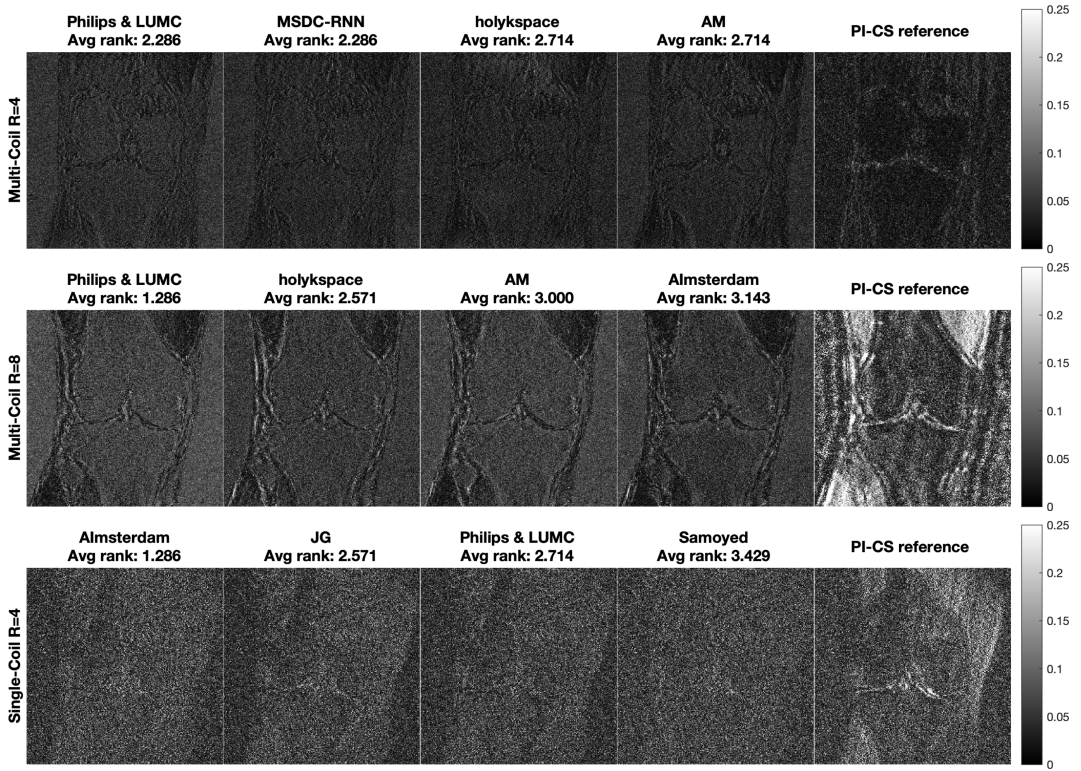 Philips & LUMC
Avg rank: 2.286
MSDC-RNN
Avg rank: 2.286
holykspace
Avg rank: 2.714
AM
Avg rank: 2.714
PI-CS reference
Multi-Coil R=4
0.25
0.2
0.15
0.1
0.05
0
Philips & LUMC
Avg rank: 1.286
holykspace
Avg rank: 2.571
AM
Avg rank: 3.000
AImsterdam
Avg rank: 3.143
PI-CS reference
Multi-Coil R=8
0.25
0.2
0.15
0.1
0.05
0
AImsterdam
Avg rank: 1.286
JG
Avg rank: 2.571
Philips & LUMC
Avg rank: 2.714
Samoyed
Avg rank: 3.429
PI-CS reference
Single-Coil R=4
0.25
0.2
0.15
0.1
0.05
0